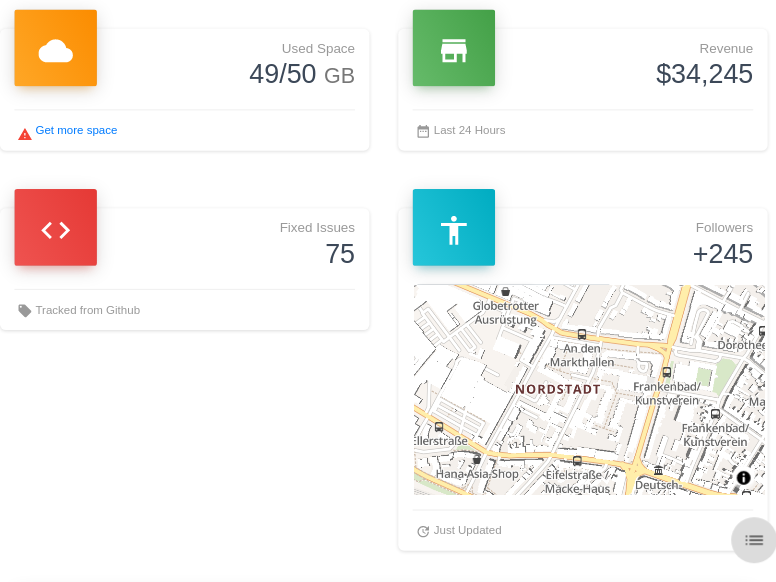 Used Space
49/50 GB
Get more space
Revenue
$34,245
Last 24 Hours
Fixed Issues
75
Tracked from Github
Followers
+245
Globetrotter
Ausrüstung
An den
Markthallen
Dorothee
NORDSTADT
Frankenbad/
Kunstverein
Ma
Frankenbad/
Kunstverein
Ellerstraße
Hana-Asia-Shop
Eifelstraße /
Macke-Haus
Deutsch-
Just Updated